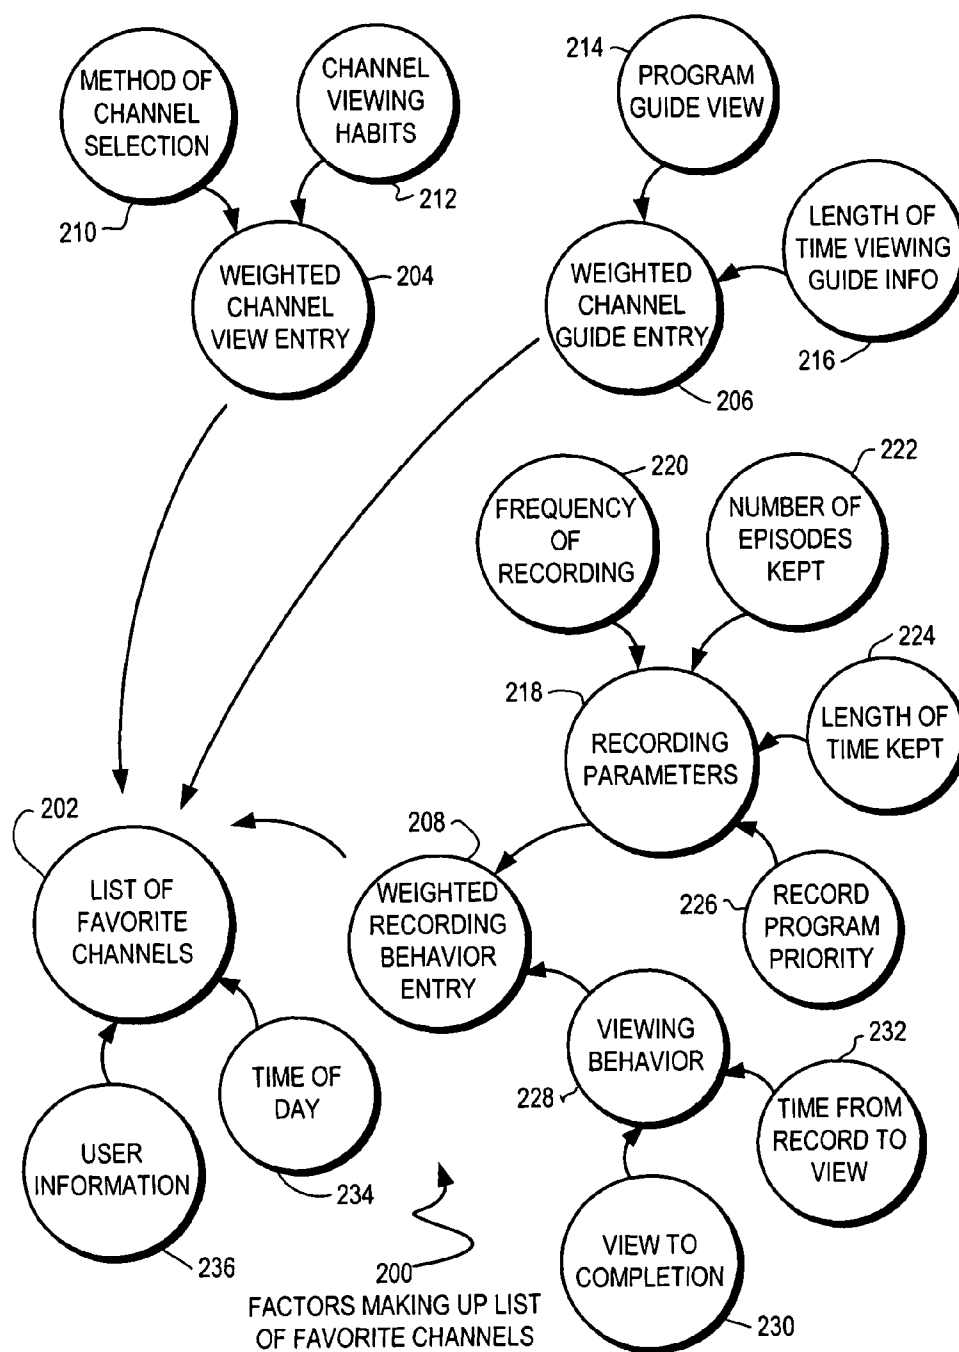 METHOD OF
CHANNEL
SELECTION
210
CHANNEL
VIEWING
HABITS
212
214
PROGRAM
GUIDE VIEW
LENGTH OF
TIME VIEWING
GUIDE INFO
216
WEIGHTED
CHANNEL
VIEW ENTRY
204
WEIGHTED
CHANNEL
GUIDE ENTRY
206
220
FREQUENCY
OF
RECORDING
222
NUMBER OF
EPISODES
KEPT
224
LENGTH OF
TIME KEPT
218
RECORDING
PARAMETERS
226
RECORD
PROGRAM
PRIORITY
202
LIST OF
FAVORITE
CHANNELS
208
WEIGHTED
RECORDING
BEHAVIOR
ENTRY
VIEWING
BEHAVIOR
228
232
TIME FROM
RECORD TO
VIEW
TIME OF
DAY
234
USER
INFORMATION
236
VIEW TO
COMPLETION
230
200
FACTORS MAKING UP LIST
OF FAVORITE CHANNELS